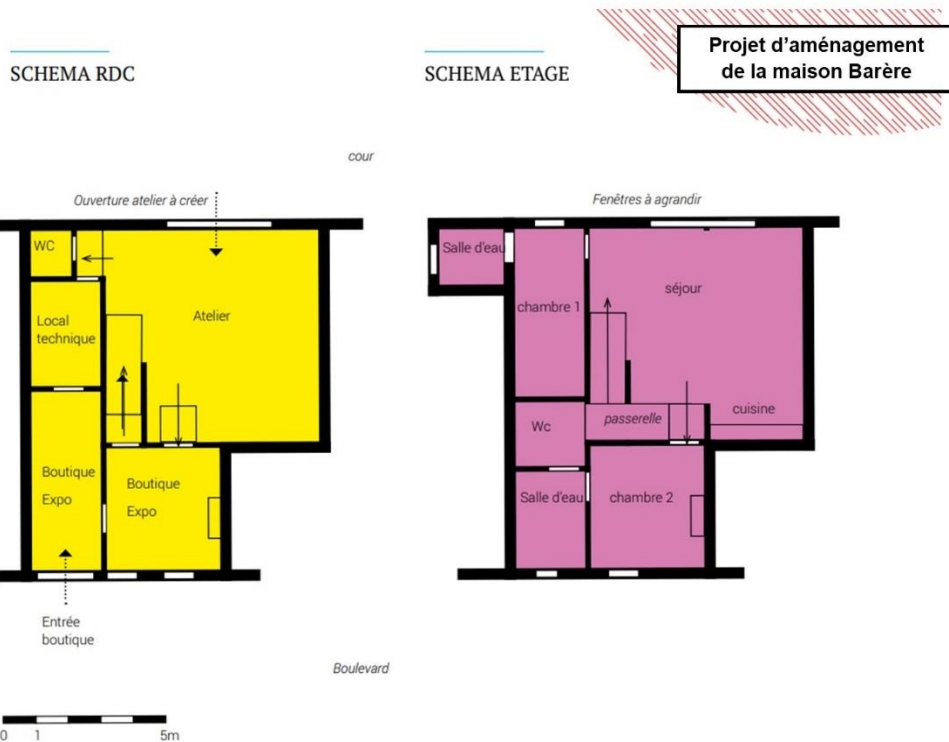 Projet d’aménagement
de la maison Barère
SCHEMA RDC
cour
Ouverture atelier à créer
WC
Local
technique
Atelier
Boutique
Expo
Boutique
Expo
Entrée
boutique
Boulevard
0 1 5m
SCHEMA ETAGE
Fenêtres à agrandir
Salle d'eau
chambre 1
séjour
Wc
passerelle
cuisine
Salle d'eau
chambre 2